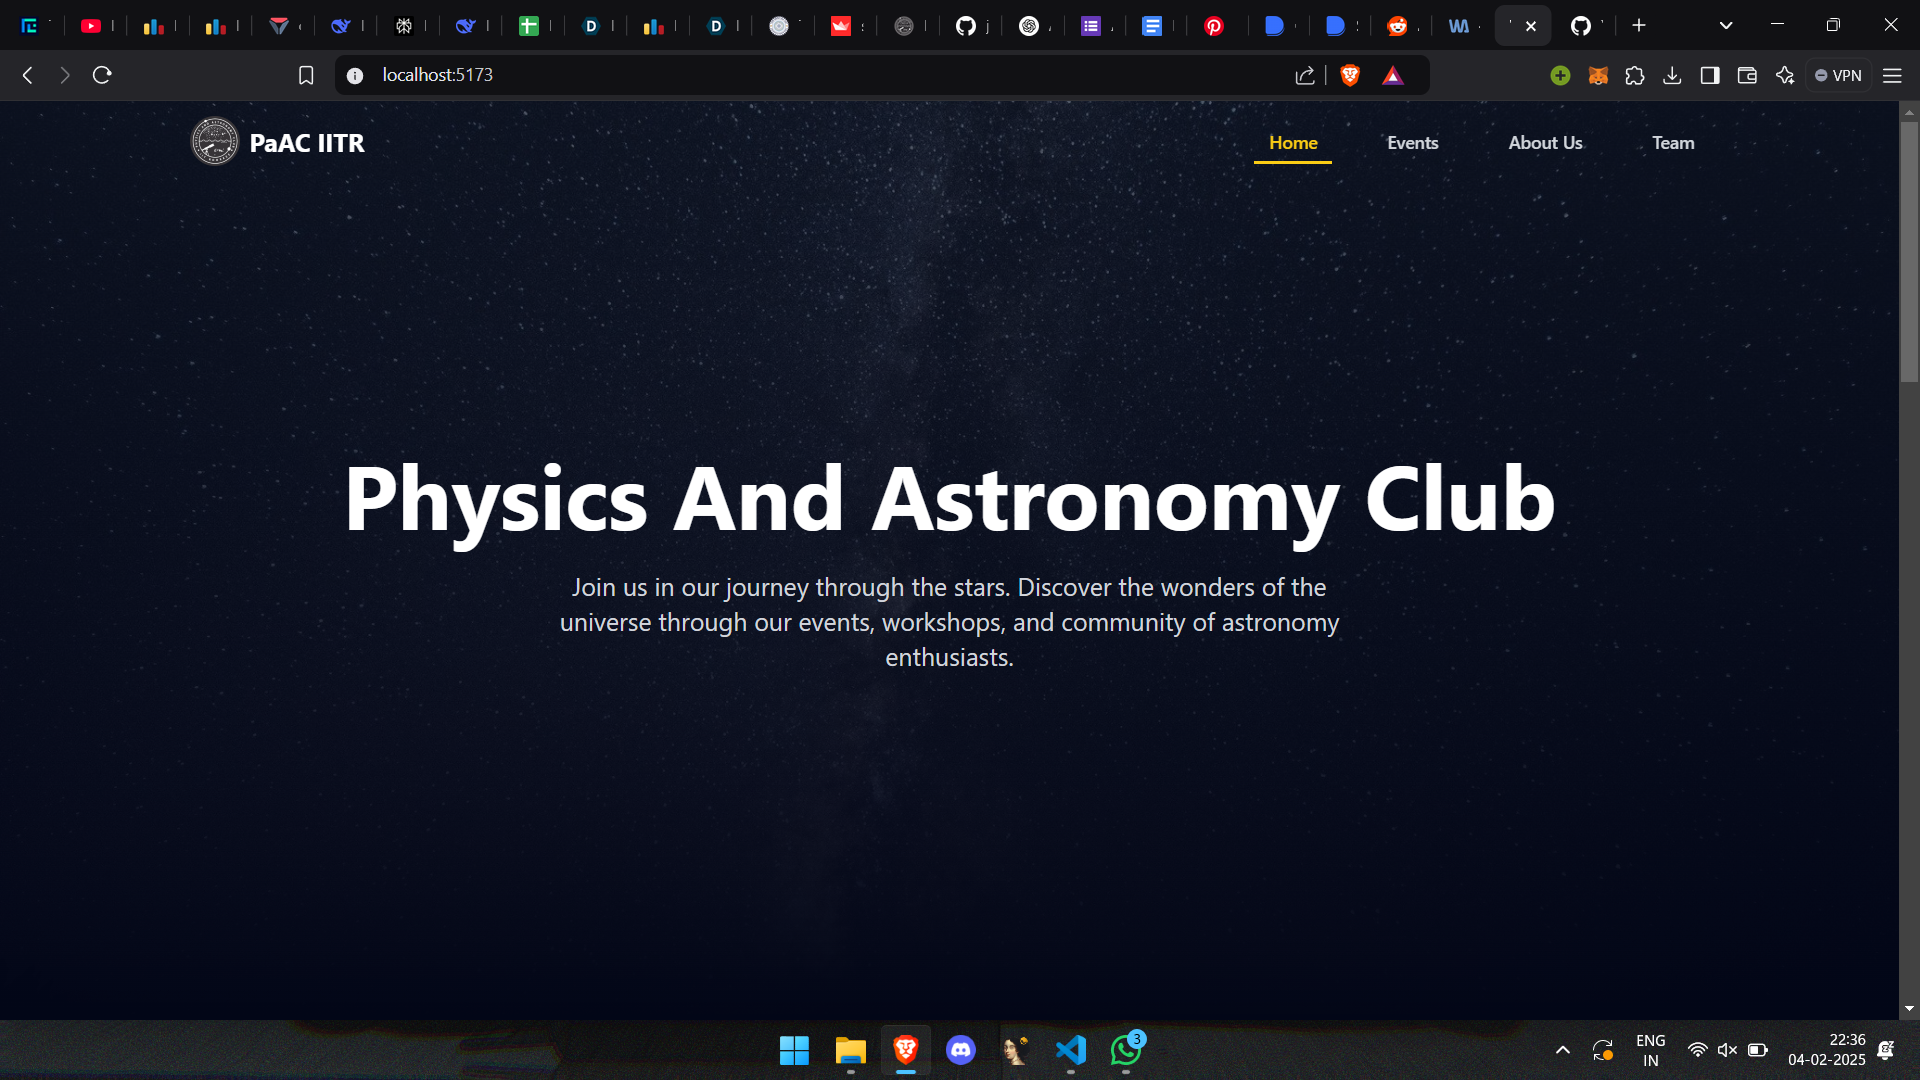 localhost:5173
VPN
PaAC IITR
Home
Events
About Us
Team
Physics And Astronomy Club
Join us in our journey through the stars. Discover the wonders of the
universe through our events, workshops, and community of astronomy
enthusiasts.
3
ENG
IN
22:36
04-02-2025